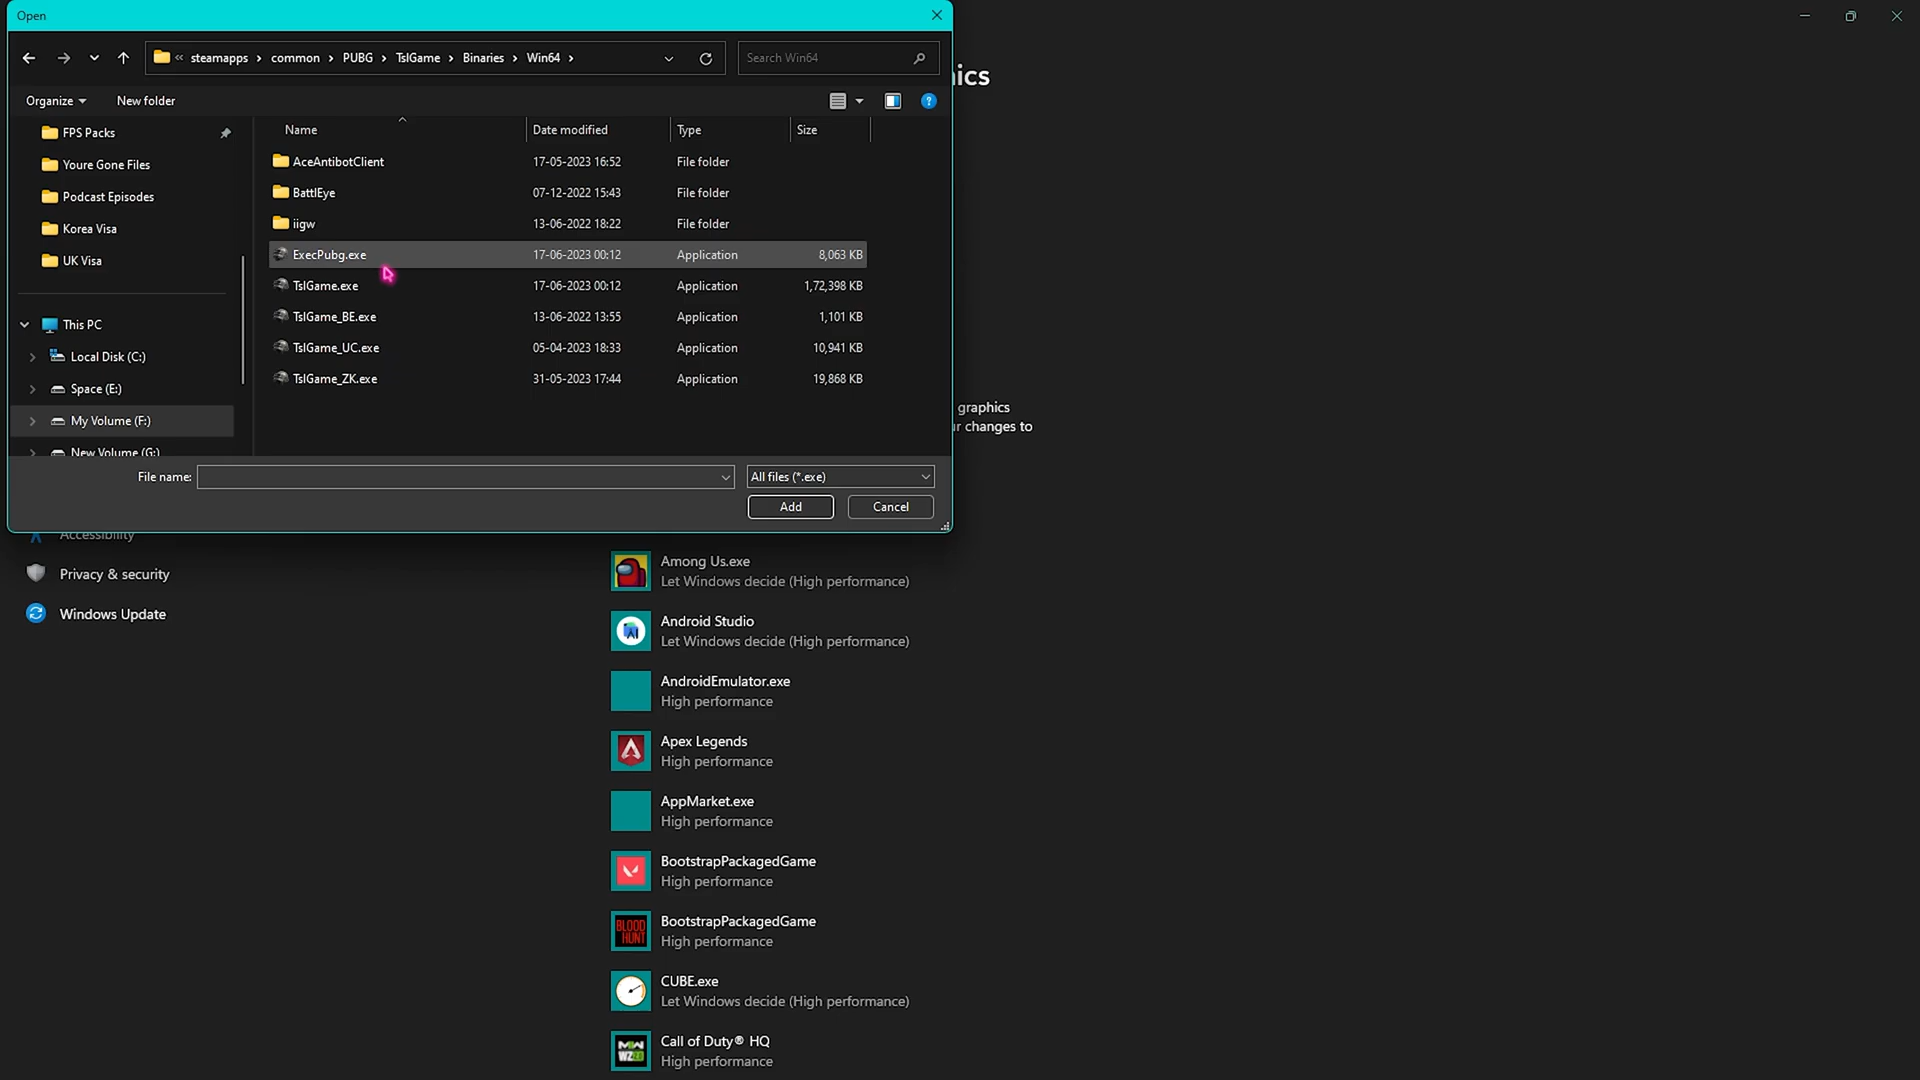 Open
« steamapps > common > PUBG > TslGame > Binaries > Win64 >
Search Win64
ics
Organize
New folder
?
Name
Date modified
Type
Size
FPS Packs
Youre Gone Files
Podcast Episodes
Korea Visa
UK Visa
This PC
Local Disk (C:)
Space (E:)
My Volume (F:)
New Volume (G:)
AceAntibotClient 17-05-2023 16:52 File folder
BattlEye 07-12-2022 15:43 File folder
iigw 13-06-2022 18:22 File folder
ExecPubg.exe 17-06-2023 00:12 Application 8,063 KB
TslGame.exe 17-06-2023 00:12 Application 1,72,398 KB
TslGame_BE.exe 13-06-2022 13:55 Application 1,101 KB
TslGame_UC.exe 05-04-2023 18:33 Application 10,941 KB
TslGame_ZK.exe 31-05-2023 17:44 Application 19,868 KB
graphics
ur changes to
File name:
All files (*.exe)
Add
Cancel
Accessibility
Privacy & security
Windows Update
Among Us.exe
Let Windows decide (High performance)
Android Studio
Let Windows decide (High performance)
AndroidEmulator.exe
High performance
Apex Legends
High performance
AppMarket.exe
High performance
BootstrapPackagedGame
High performance
BLOOD
HUNT
BootstrapPackagedGame
High performance
CUBE.exe
Let Windows decide (High performance)
MW
WZ2.0
Call of Duty® HQ
High performance